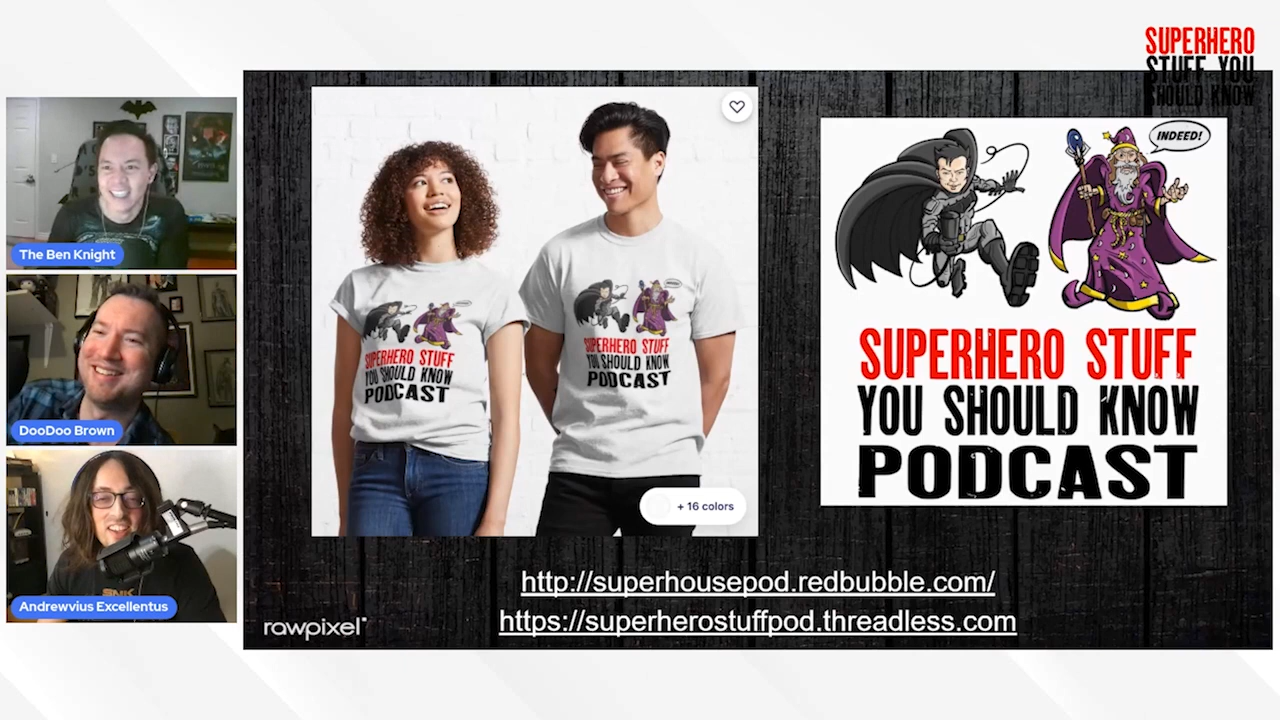 SUPERHERO
STUFF YOU
SHOULD KNOW
The Ben Knight
DooDoo Brown
Andrewvius Excellentus
INDEED!
SUPERHERO STUFF
YOU SHOULD KNOW
PODCAST
SUPERHERO STUFF
YOU SHOULD KNOW
PODCAST
+ 16 colors
INDEED!
SUPERHERO STUFF
YOU SHOULD KNOW
PODCAST
http://superhousepod.redbubble.com/
https://superherostuffpod.threadless.com
rawpixel